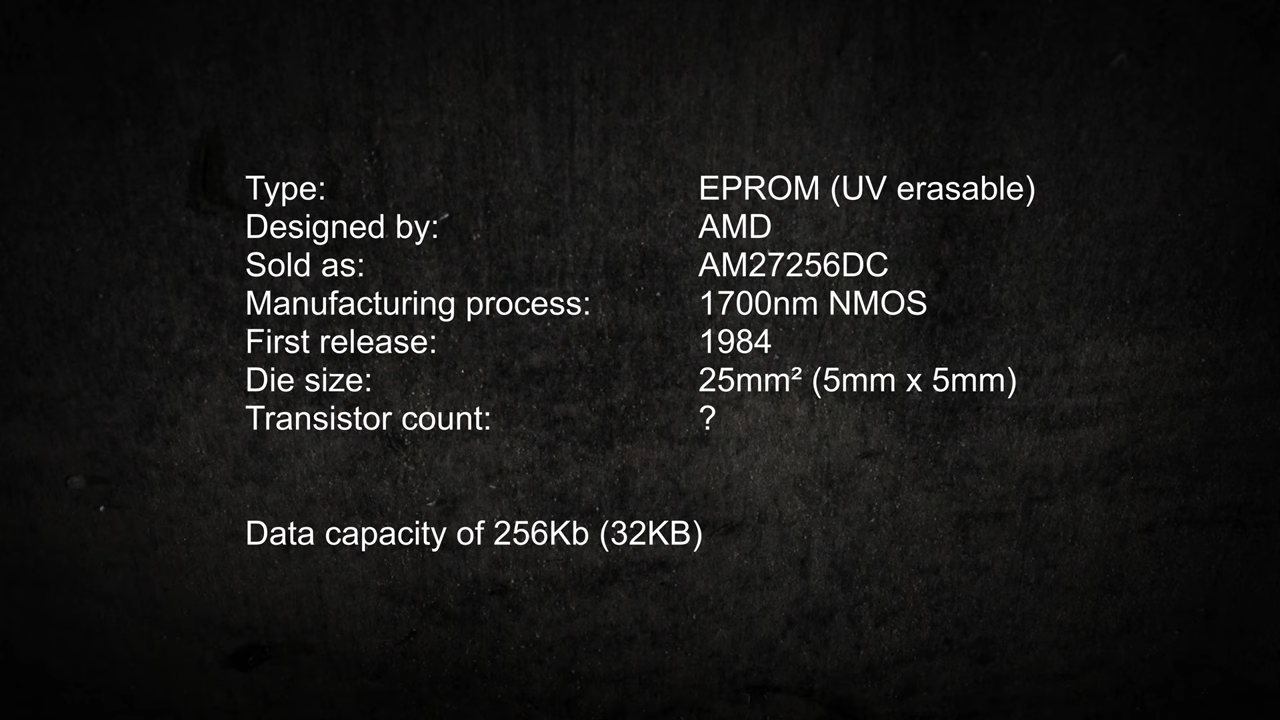 Type: EPROM (UV erasable)
Designed by: AMD
Sold as: AM27256DC
Manufacturing process: 1700nm NMOS
First release: 1984
Die size: 25mm² (5mm x 5mm)
Transistor count: ?
Data capacity of 256Kb (32KB)